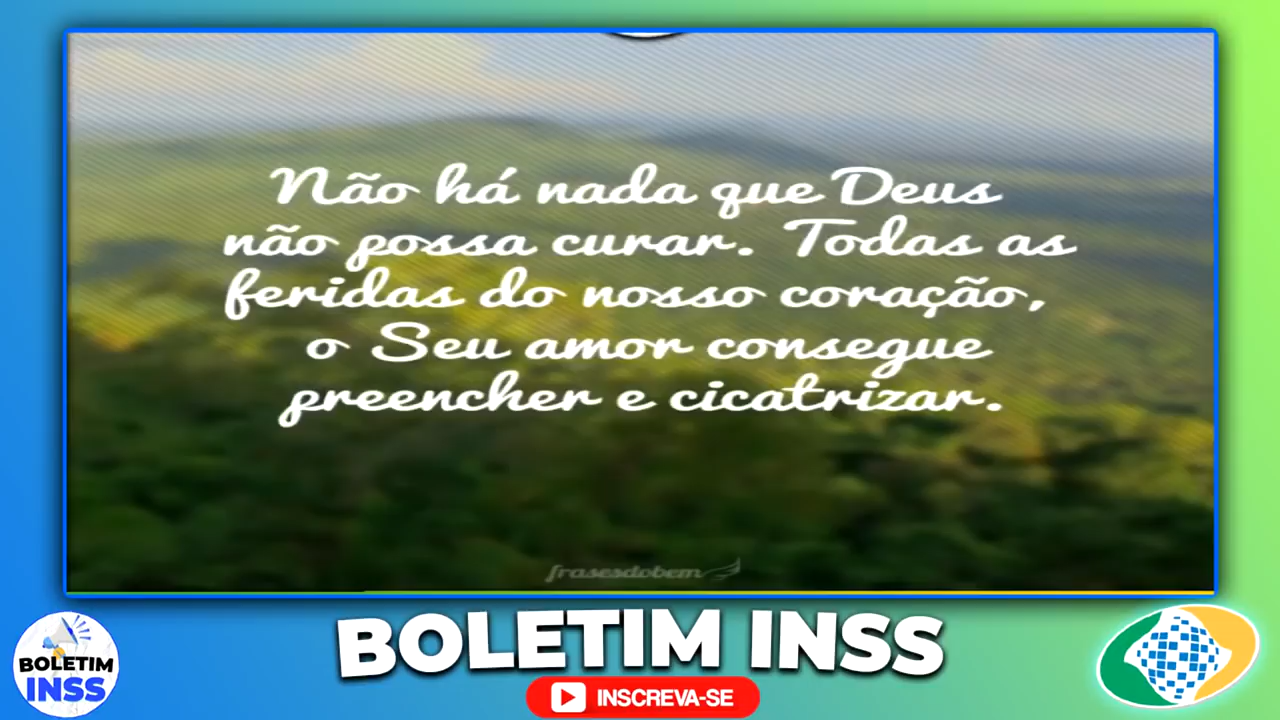 Não há nada que Deus
não possa curar. Todas as
feridas do nosso coração,
o Seu amor consegue
preencher e cicatrizar.
frasesdobem
BOLETIM INSS
INSCREVA-SE
BOLETIM
INSS